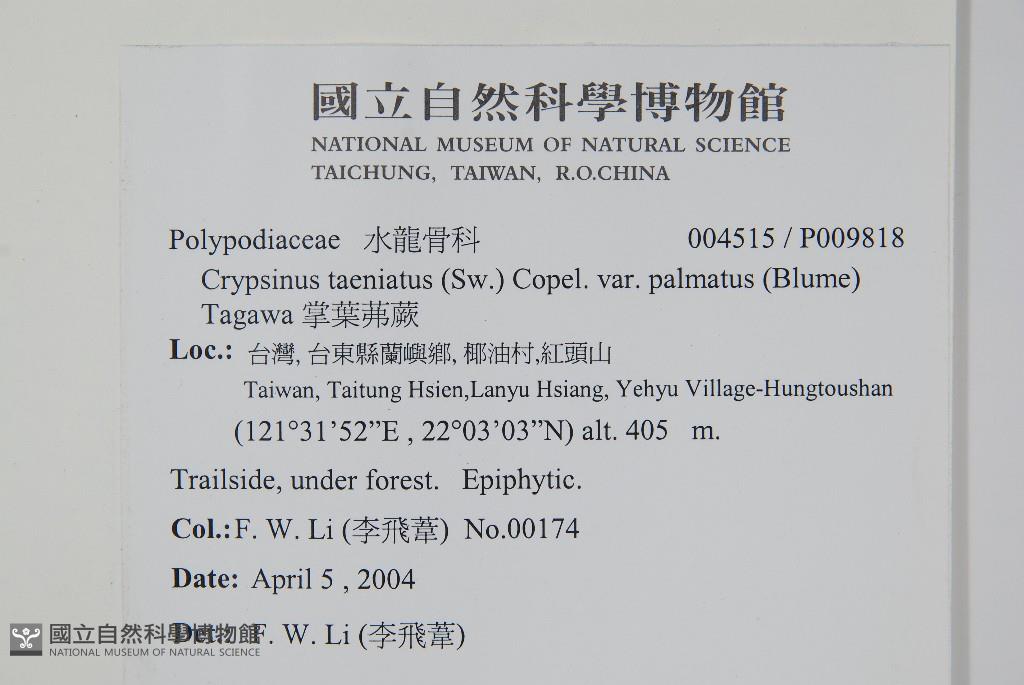 國立自然科學博物館
NATIONAL MUSEUM OF NATURAL SCIENCE
TAICHUNG, TAIWAN, R.O.CHINA
Polypodiaceae 水龍骨科 004515 / P009818
Crypsinus taeniatus (Sw.) Copel. var. palmatus (Blume)
Tagawa 掌葉茀蕨
Loc.: 台灣, 台東縣蘭嶼鄉, 椰油村,紅頭山
Taiwan, Taitung Hsien,Lanyu Hsiang, Yehyu Village-Hungtoushan
(121°31’52”E , 22°03’03”N) alt. 405 m.
Trailside, under forest. Epiphytic.
Col.:F. W. Li (李飛葦) No.00174
Date: April 5 , 2004
Det.: F. W. Li (李飛葦)
國立自然科學博物館
NATIONAL MUSEUM OF NATURAL SCIENCE